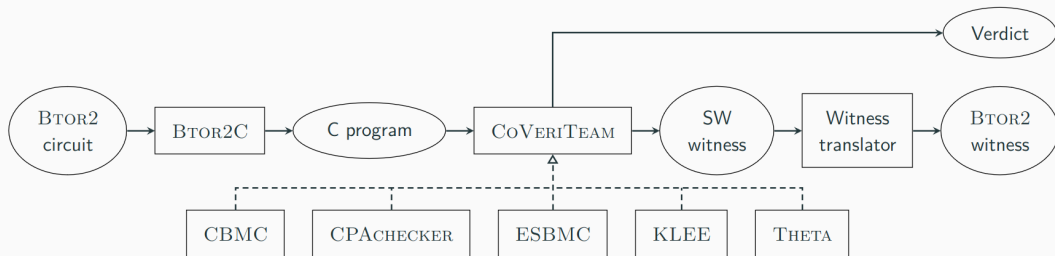 Verdict
BTOR2
circuit
BTOR2C
C program
COVERITEAM
SW
witness
Witness
translator
BTOR2
witness
CBMC
CPACHECKER
ESBMC
KLEE
THETA